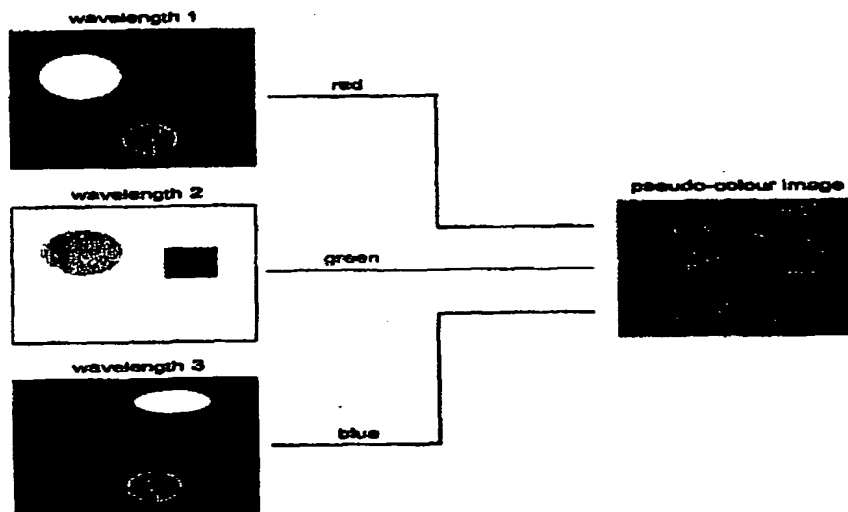 wavelength 1
red
wavelength 2
pseudo-colour image
green
wavelength 3
blue